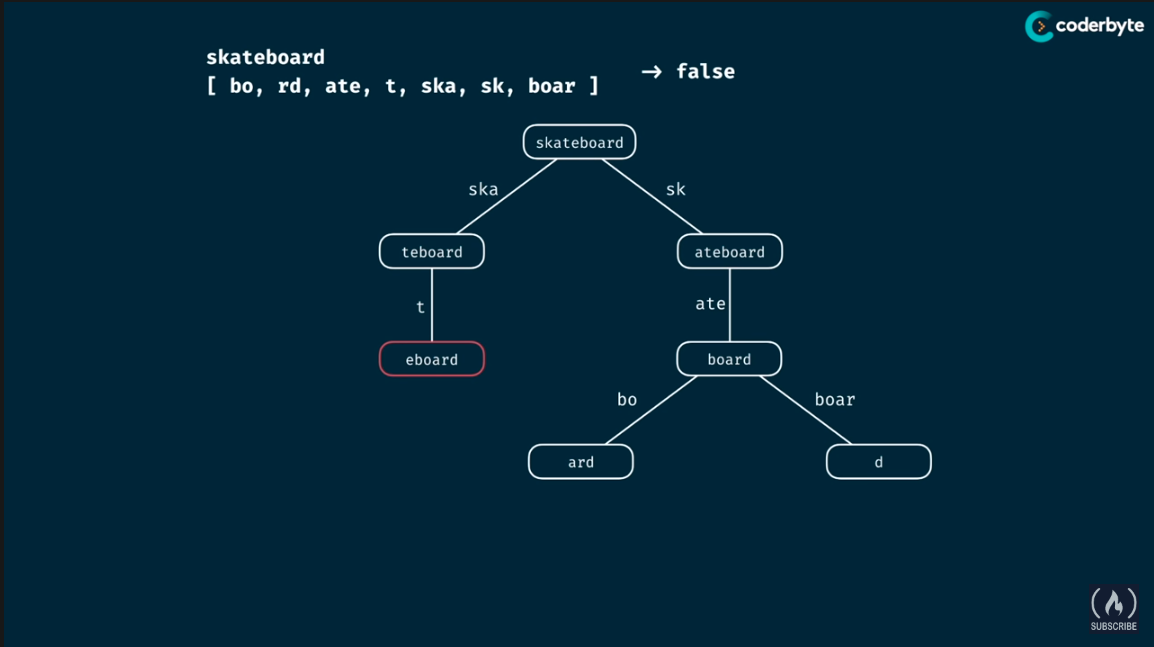 coderbyte
skateboard
[ bo, rd, ate, t, ska, sk, boar ]
→ false
skateboard
ska
sk
teboard
ateboard
t
ate
eboard
board
bo
boar
ard
d
SUBSCRIBE